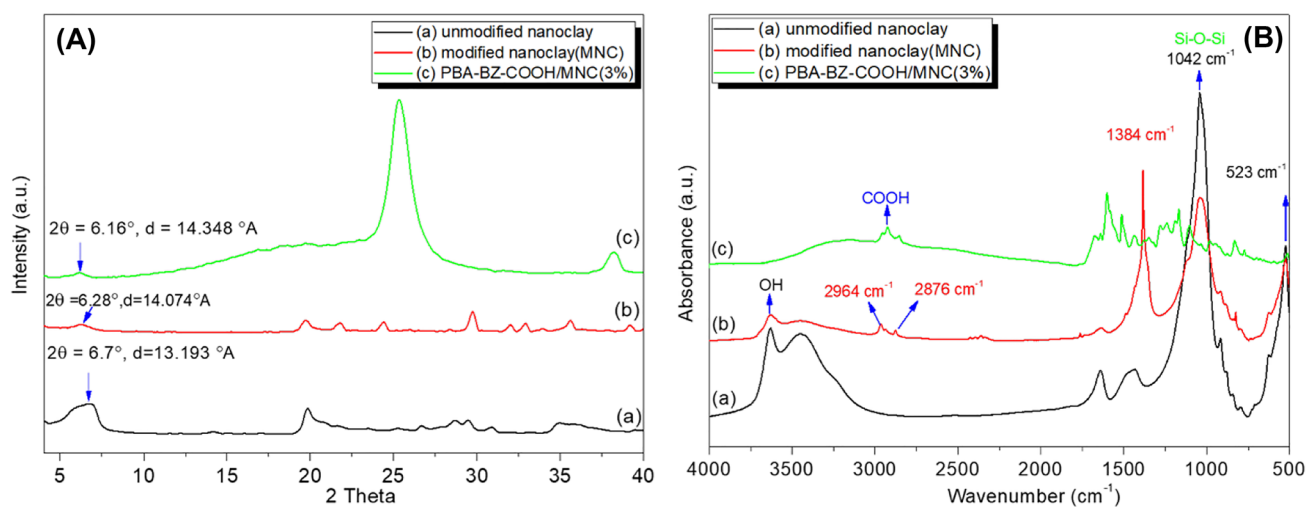 (A)
(a) unmodified nanoclay
(b) modified nanoclay(MNC)
(c) PBA-BZ-COOH/MNC(3%)
Intensity (a.u.)
2θ = 6.16°, d = 14.348 °A
(c)
2θ =6.28°,d=14.074°A
(b)
2θ = 6.7°, d=13.193 °A
(a)
5 10 15 20 25 30 35 40
2 Theta
(B)
(a) unmodified nanoclay
(b) modified nanoclay(MNC)
(c) PBA-BZ-COOH/MNC(3%)
Si-O-Si
1042 cm⁻¹
1384 cm⁻¹
523 cm⁻¹
Absorbance (a.u.)
COOH
(c)
OH
2964 cm⁻¹
2876 cm⁻¹
(b)
(a)
4000 3500 3000 2500 2000 1500 1000 500
Wavenumber (cm⁻¹)